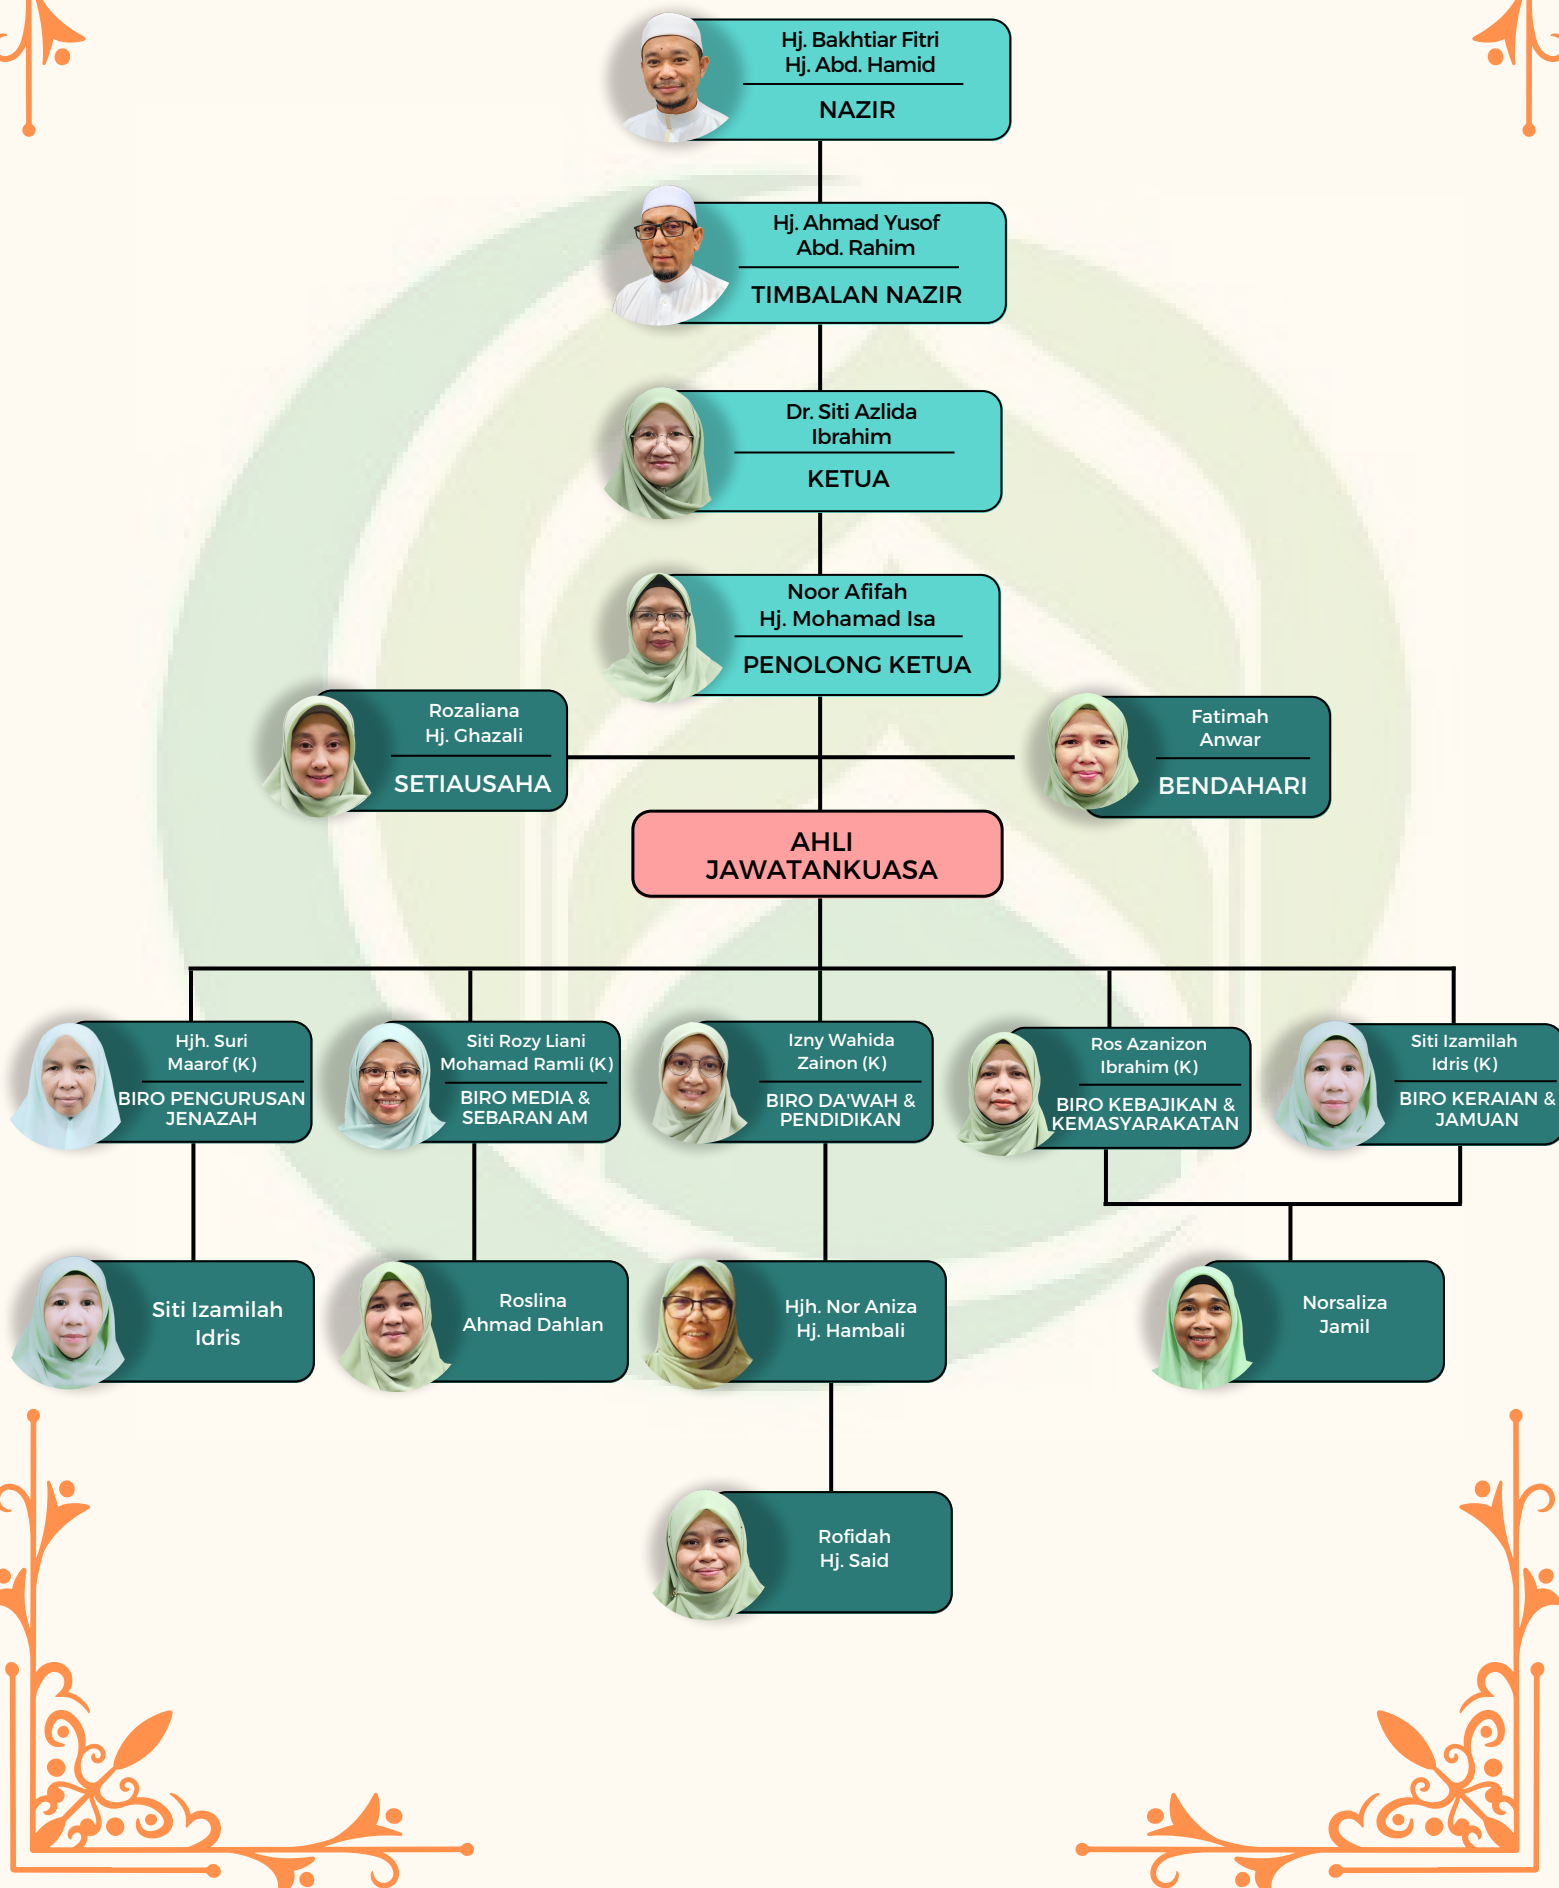 Hj. Bakhtiar Fitri
Hj. Abd. Hamid
NAZIR
Hj. Ahmad Yusof
Abd. Rahim
TIMBALAN NAZIR
Dr. Siti Azlida
Ibrahim
KETUA
Noor Afifah
Hj. Mohamad Isa
PENOLONG KETUA
Rozaliana
Hj. Ghazali
SETIAUSAHA
Fatimah
Anwar
BENDAHARI
AHLI
JAWATANKUASA
Hjh. Suri
Maarof (K)
BIRO PENGURUSAN
JENAZAH
Siti Rozy Liani
Mohamad Ramli (K)
BIRO MEDIA &
SEBARAN AM
Izny Wahida
Zainon (K)
BIRO DA'WAH &
PENDIDIKAN
Ros Azanizon
Ibrahim (K)
BIRO KEBAJIKAN &
KEMASYARAKATAN
Siti Izamilah
Idris (K)
BIRO KERAIAN &
JAMUAN
Siti Izamilah
Idris
Roslina
Ahmad Dahlan
Hjh. Nor Aniza
Hj. Hambali
Norsaliza
Jamil
Rofidah
Hj. Said